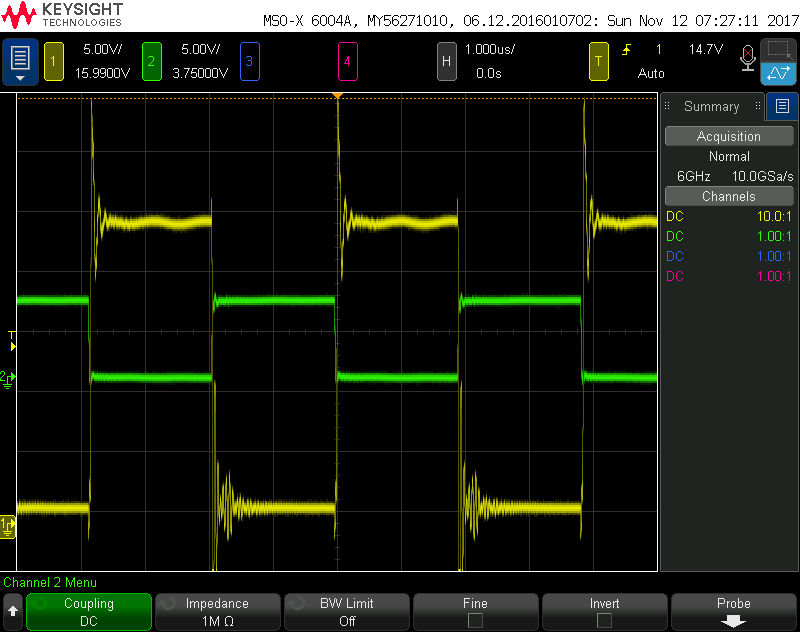 KEYSIGHT
TECHNOLOGIES
MSO-X 6004A, MY56271010, 06.12.2016010702: Sun Nov 12 07:27:11 2017
1 5.00V/ 15.9900V
2 5.00V/ 3.75000V
3
4
H 1.000us/ 0.0s
T 1 14.7V
Auto
Summary
Acquisition
Normal
6GHz 10.0GSa/s
Channels
DC 10.0:1
DC 1.00:1
DC 1.00:1
DC 1.00:1
T
2
1
Channel 2 Menu
Coupling
DC
Impedance
1M Ω
BW Limit
Off
Fine
Invert
Probe